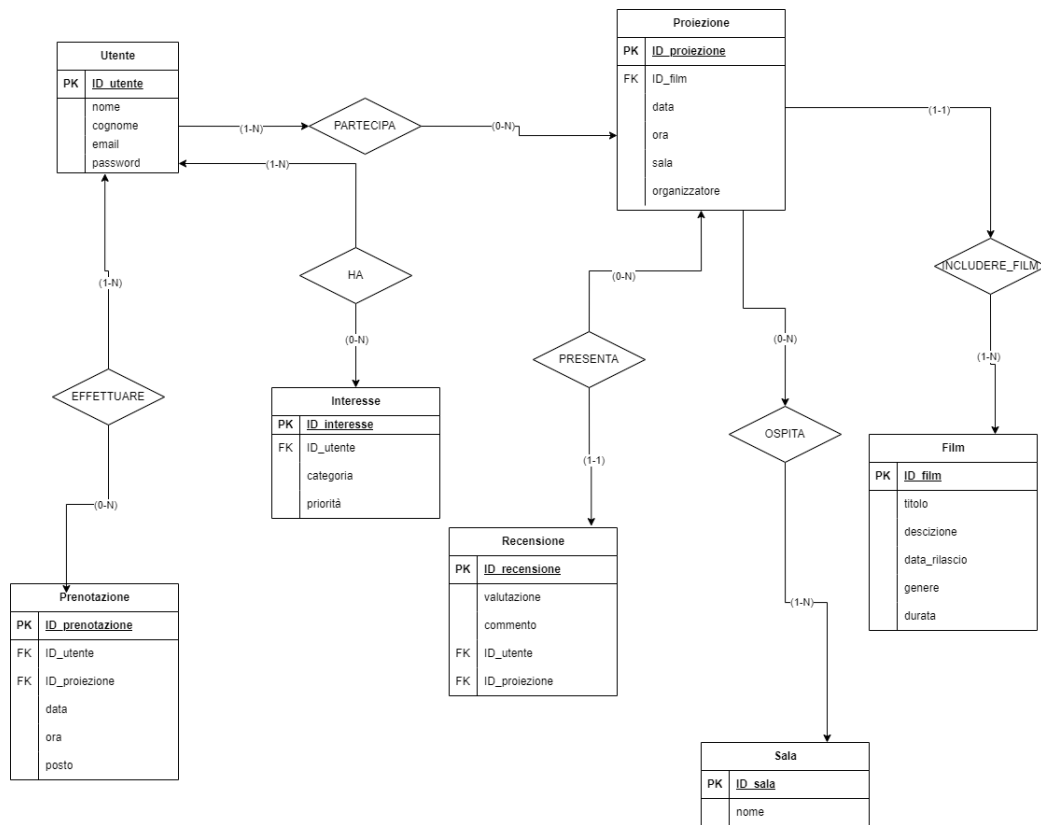 Proiezione
PK ID_proiezione
FK ID_film
data
ora
sala
organizzatore
Utente
PK ID_utente
nome
cognome
email
password
(1-N)
PARTECIPA
(0-N)
(1-1)
(1-N)
HA
(0-N)
INCLUDERE_FILM
(1-N)
(0-N)
PRESENTA
(1-1)
(0-N)
OSPITA
(1-N)
(1-N)
EFFETTUARE
(0-N)
Interesse
PK ID_interesse
FK ID_utente
categoria
priorità
Film
PK ID_film
titolo
descizione
data_rilascio
genere
durata
Recensione
PK ID_recensione
valutazione
commento
FK ID_utente
FK ID_proiezione
Prenotazione
PK ID_prenotazione
FK ID_utente
FK ID_proiezione
data
ora
posto
Sala
PK ID_sala
nome